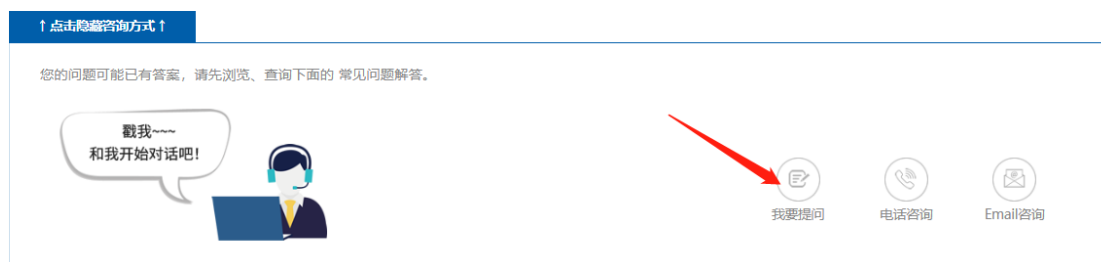 ↑点击隐藏咨询方式↑
您的问题可能已有答案，请先浏览、查询下面的 常见问题解答。
戳我~~~
和我开始对话吧！
我要提问
电话咨询
Email咨询